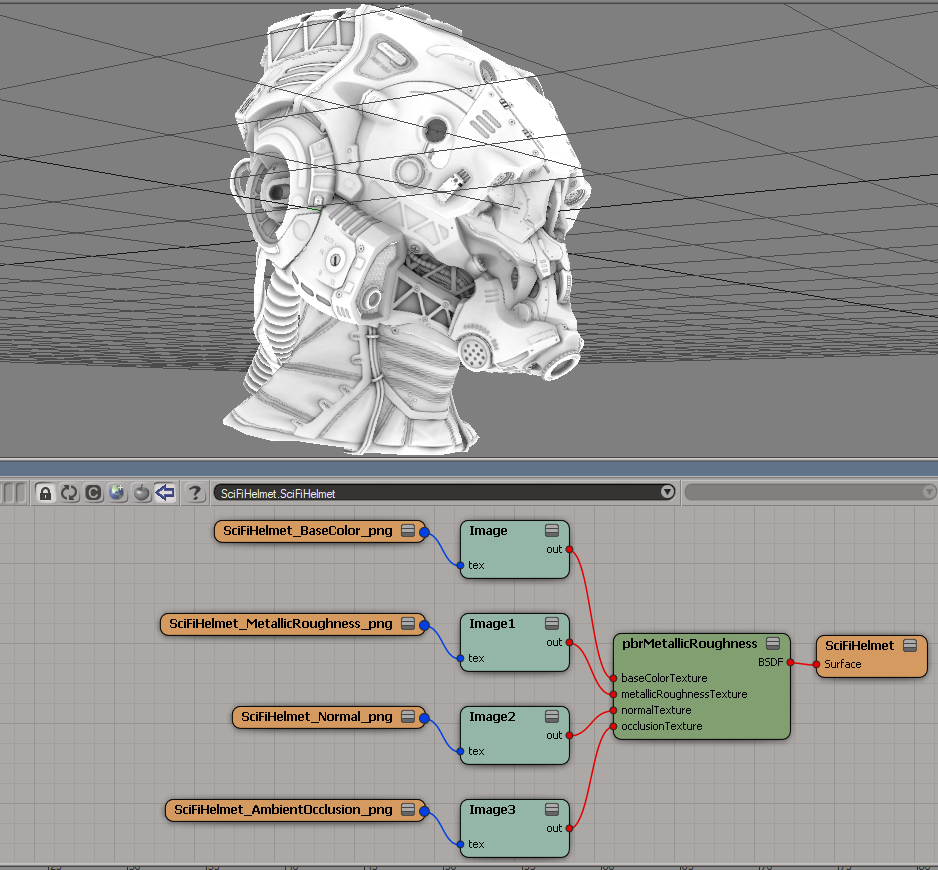 SciFiHelmet.SciFiHelmet
SciFiHelmet_BaseColor_png
Image
out
tex
SciFiHelmet_MetallicRoughness_png
Image1
out
tex
pbrMetallicRoughness
BSDF
baseColorTexture
metallicRoughnessTexture
normalTexture
occlusionTexture
SciFiHelmet
Surface
SciFiHelmet_Normal_png
Image2
out
tex
SciFiHelmet_AmbientOcclusion_png
Image3
out
tex